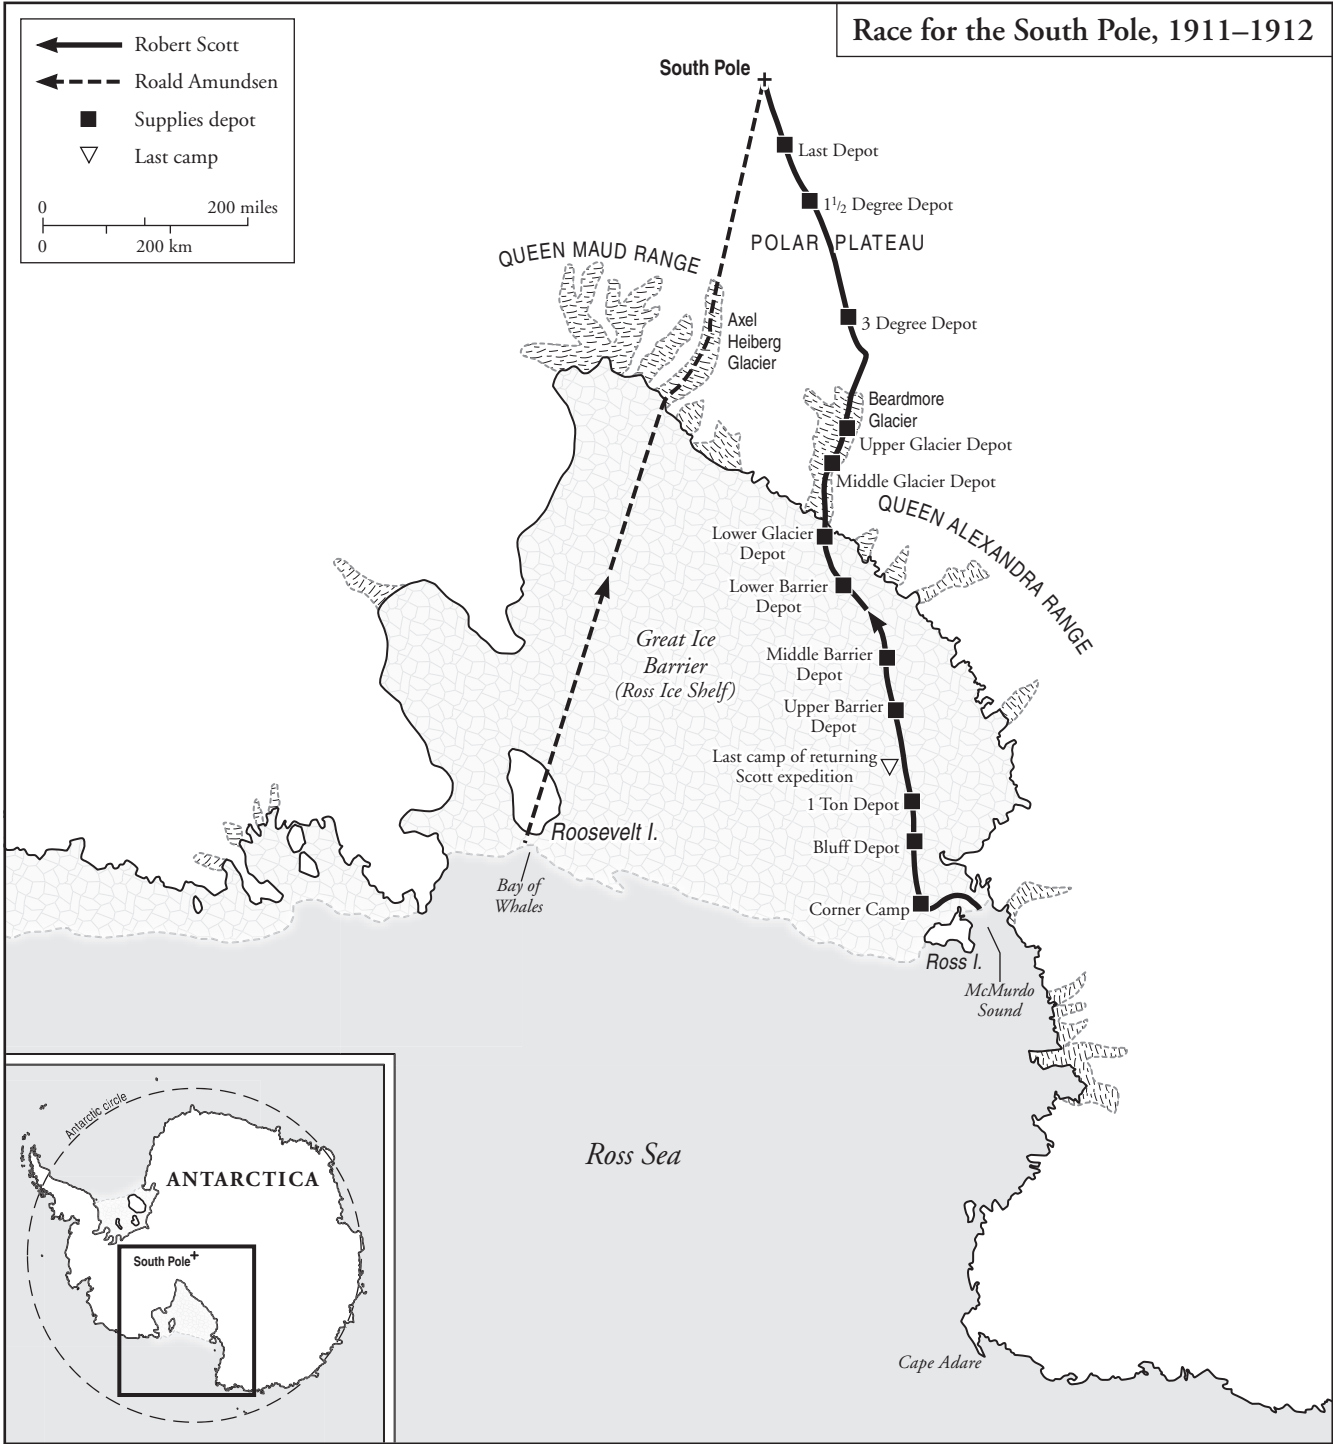 Race for the South Pole, 1911–1912
Robert Scott
Roald Amundsen
Supplies depot
Last camp
0
200 miles
0
200 km
South Pole
Last Depot
1 1/2 Degree Depot
POLAR PLATEAU
QUEEN MAUD RANGE
Axel
Heiberg
Glacier
3 Degree Depot
Beardmore
Glacier
Upper Glacier Depot
Middle Glacier Depot
QUEEN ALEXANDRA RANGE
Lower Glacier
Depot
Lower Barrier
Depot
Great Ice
Barrier
(Ross Ice Shelf)
Middle Barrier
Depot
Upper Barrier
Depot
Last camp of returning
Scott expedition
1 Ton Depot
Roosevelt I.
Bluff Depot
Bay of
Whales
Corner Camp
Ross I.
McMurdo
Sound
Ross Sea
Cape Adare
Antarctic circle
ANTARCTICA
South Pole